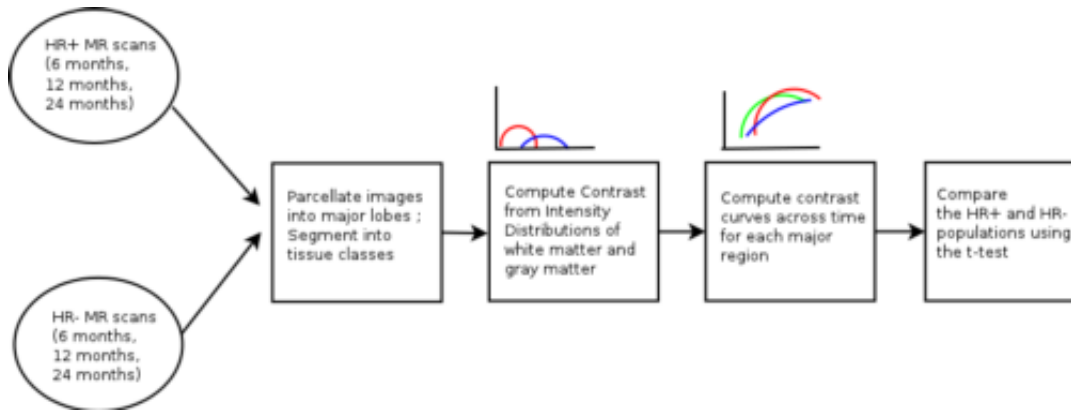 HR+ MR scans
(6 months,
12 months,
24 months)
HR- MR scans
(6 months,
12 months,
24 months)
Parcellate images
into major lobes ;
Segment into
tissue classes
Compute Contrast
from Intensity
Distributions of
white matter and
gray matter
Compute contrast
curves across time
for each major
region
Compare
the HR+ and HR-
populations using
the t-test